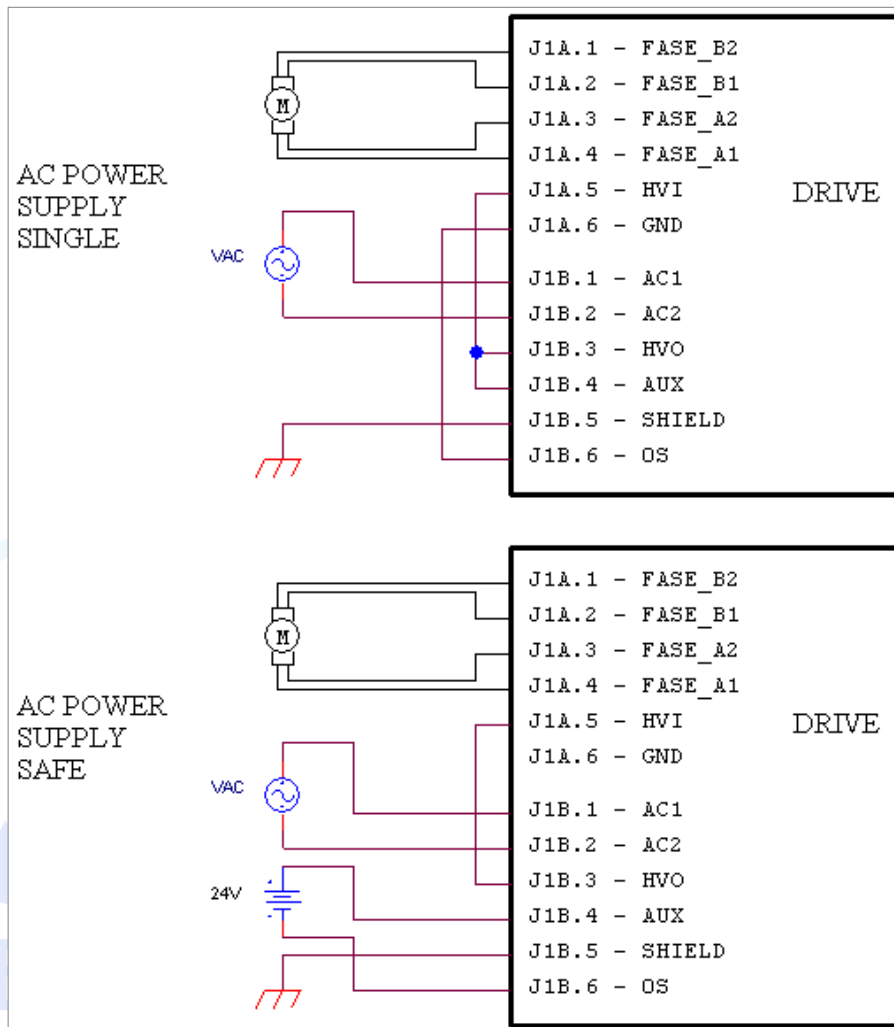 J1A.1 - FASE_B2
J1A.2 - FASE_B1
M
J1A.3 - FASE_A2
J1A.4 - FASE_A1
AC POWER
SUPPLY
SINGLE
J1A.5 - HVI
DRIVE
J1A.6 - GND
VAC
J1B.1 - AC1
J1B.2 - AC2
J1B.3 - HVO
J1B.4 - AUX
J1B.5 - SHIELD
J1B.6 - OS
J1A.1 - FASE_B2
J1A.2 - FASE_B1
M
J1A.3 - FASE_A2
J1A.4 - FASE_A1
AC POWER
SUPPLY
SAFE
J1A.5 - HVI
DRIVE
J1A.6 - GND
VAC
J1B.1 - AC1
J1B.2 - AC2
J1B.3 - HVO
24V
J1B.4 - AUX
J1B.5 - SHIELD
J1B.6 - OS